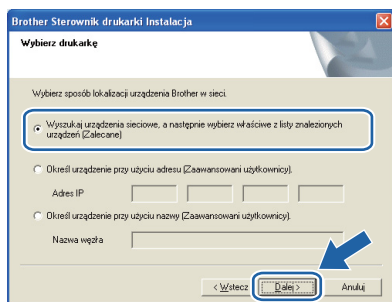 Brother Sterownik drukarki Instalacja
Wybierz drukarkę
Wybierz sposób lokalizacji urządzenia Brother w sieci.
Wyszukaj urządzenia sieciowe, a następnie wybierz właściwe z listy znalezionych
urządzeń (Zalecane)
Określ urządzenie przy użyciu adresu (Zaawansowani użytkownicy).
Adres IP
Określ urządzenie przy użyciu nazwy (Zaawansowani użytkownicy).
Nazwa węzła
< Wstecz Dalej > Anuluj